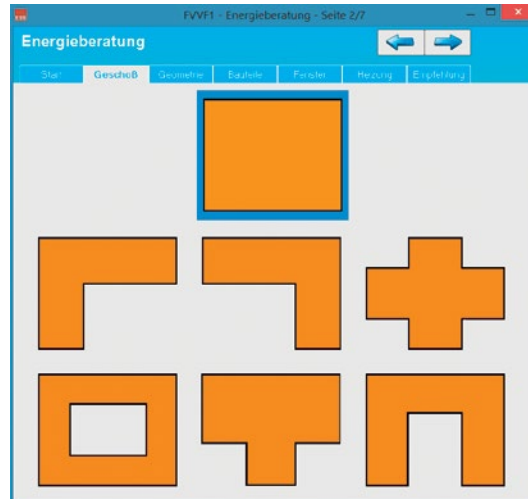 FVVF1 - Energieberatung - Seite 2/7
Energieberatung
Start Geschoß Geometrie Bauteile Fenster Heizung Empfehlung